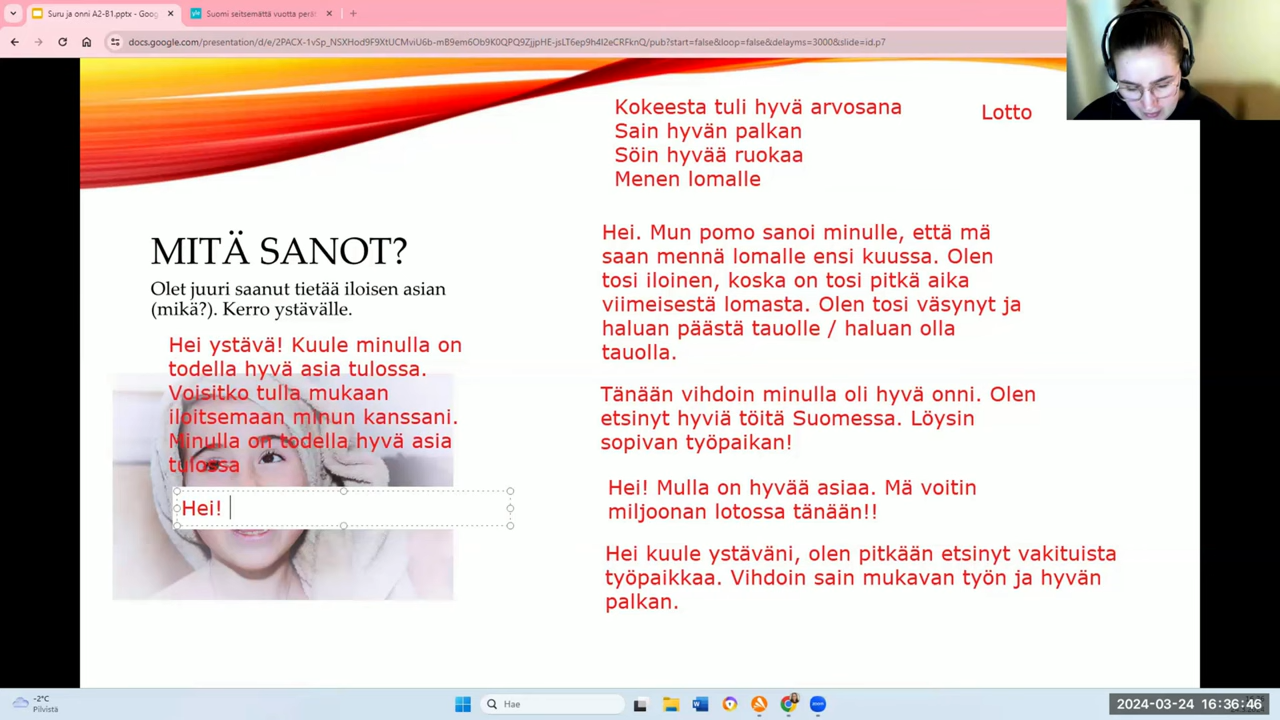 Suru ja onni A2-B1.pptx - Goog
Suomi seitsemättä vuotta perä
docs.google.com/presentation/d/e/2PACX-1vSp_NSXHod9F9XtUCMviU6b-mB9em6Ob9K0QPQ9ZjjpHE-jsLT6ep9h4I2eCRFknQ/pub?start=false&loop=false&delayms=3000&slide=id.p7
Kokeesta tuli hyvä arvosana
Sain hyvän palkan
Söin hyvää ruokaa
Menen lomalle
Lotto
MITÄ SANOT?
Olet juuri saanut tietää iloisen asian
(mikä?). Kerro ystävälle.
Hei ystävä! Kuule minulla on
todella hyvä asia tulossa.
Voisitko tulla mukaan
iloitsemaan minun kanssani.
Minulla on todella hyvä asia
tulossa
Hei!
Hei. Mun pomo sanoi minulle, että mä
saan mennä lomalle ensi kuussa. Olen
tosi iloinen, koska on tosi pitkä aika
viimeisestä lomasta. Olen tosi väsynyt ja
haluan päästä tauolle / haluan olla
tauolla.
Tänään vihdoin minulla oli hyvä onni. Olen
etsinyt hyviä töitä Suomessa. Löysin
sopivan työpaikan!
Hei! Mulla on hyvää asiaa. Mä voitin
miljoonan lotossa tänään!!
Hei kuule ystäväni, olen pitkään etsinyt vakituista
työpaikkaa. Vihdoin sain mukavan työn ja hyvän
palkan.
-2°C
Pilvistä
Hae
2024-03-24 16:36:46